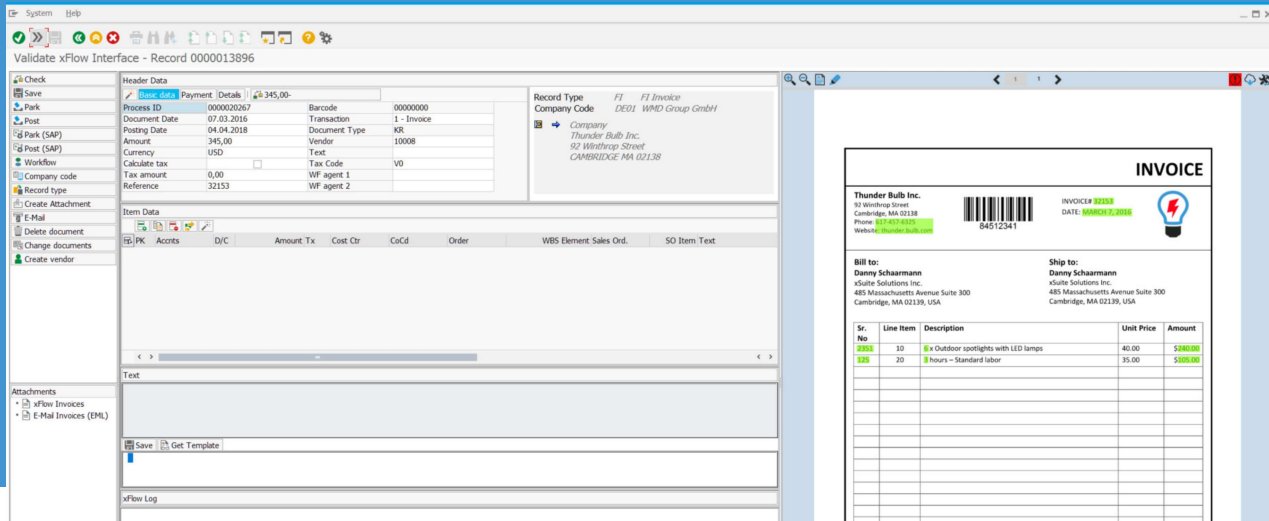 System Help
Validate xFlow Interface - Record 0000013896
Check
Save
Park
Post
Park (SAP)
Post (SAP)
Workflow
Company code
Record type
Create Attachment
E-Mail
Delete document
Change documents
Create vendor
Attachments
xFlow Invoices
E-Mail Invoices (EML)
Header Data
Basic data Payment Details 345,00-
Process ID 0000020267 Barcode 00000000
Document Date 07.03.2016 Transaction 1 - Invoice
Posting Date 04.04.2018 Document Type KR
Amount 345,00 Vendor 10008
Currency USD Text
Calculate tax Tax Code V0
Tax amount 0,00 WF agent 1
Reference 32153 WF agent 2
Record Type FI FI Invoice
Company Code DE01 WMD Group GmbH
Company
Thunder Bulb Inc.
92 Winthrop Street
CAMBRIDGE MA 02138
Item Data
PK Accnts D/C Amount Tx Cost Ctr CoCd Order WBS Element Sales Ord. SO Item Text
Text
Save Get Template
xFlow Log
1 1
INVOICE
Thunder Bulb Inc.
92 Winthrop Street
Cambridge, MA 02138
Phone: 617-457-6325
Website: thunder.bulb.com
84512341
INVOICE# 32153
DATE: MARCH 7, 2016
Bill to:
Danny Schaarmann
xSuite Solutions Inc.
485 Massachusetts Avenue Suite 300
Cambridge, MA 02139, USA
Ship to:
Danny Schaarmann
xSuite Solutions Inc.
485 Massachusetts Avenue Suite 300
Cambridge, MA 02139, USA
Sr. No Line Item Description Unit Price Amount
2351 10 6 x Outdoor spotlights with LED lamps 40.00 $240.00
125 20 3 hours – Standard labor 35.00 $105.00